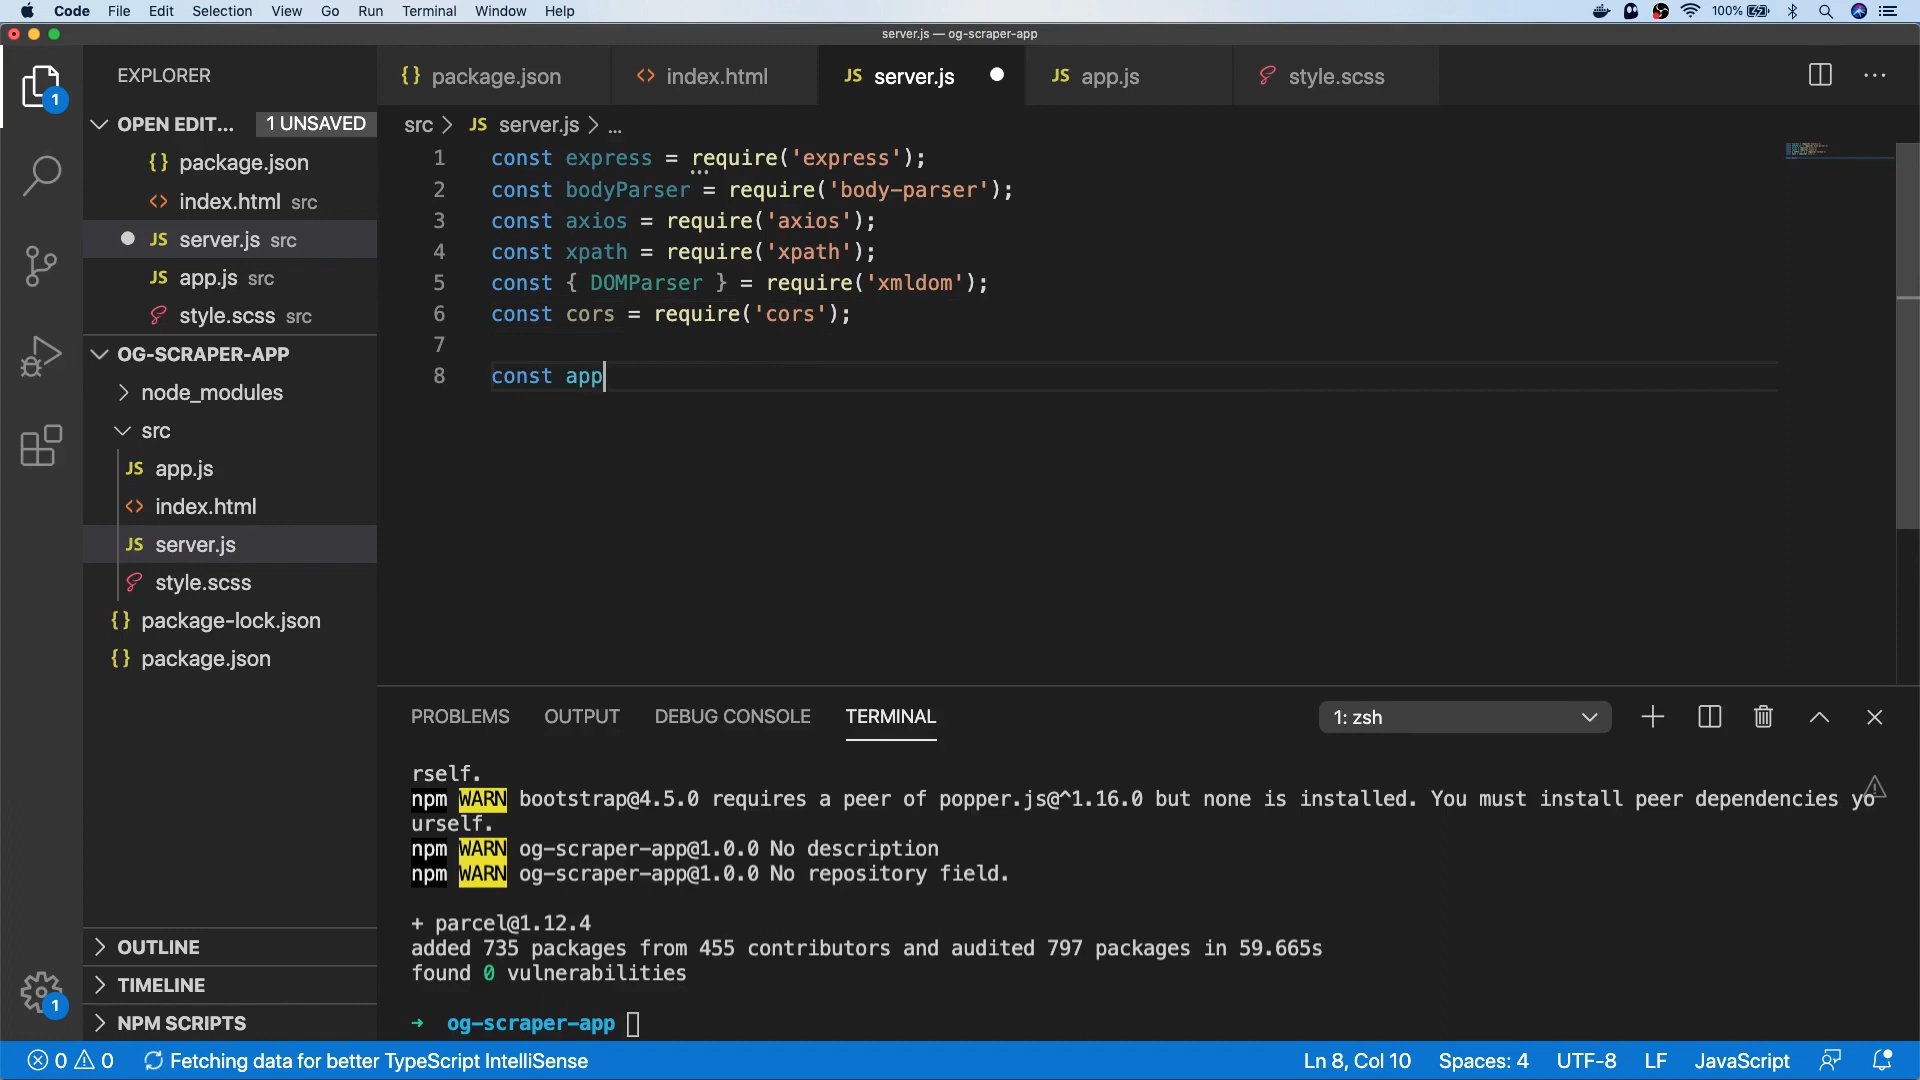 Code File Edit Selection View Go Run Terminal Window Help 100%
server.js — og-scraper-app
EXPLORER
{} package.json
<> index.html
JS server.js
JS app.js
style.scss
1
OPEN EDIT... 1 UNSAVED
{} package.json
<> index.html src
JS server.js src
JS app.js src
style.scss src
OG-SCRAPER-APP
node_modules
src
JS app.js
<> index.html
JS server.js
style.scss
{} package-lock.json
{} package.json
OUTLINE
TIMELINE
NPM SCRIPTS
1
src > JS server.js > ...
1 const express = require('express');
2 const bodyParser = require('body-parser');
3 const axios = require('axios');
4 const xpath = require('xpath');
5 const { DOMParser } = require('xmldom');
6 const cors = require('cors');
7
8 const app
PROBLEMS OUTPUT DEBUG CONSOLE TERMINAL 1: zsh
rself.
npm WARN bootstrap@4.5.0 requires a peer of popper.js@^1.16.0 but none is installed. You must install peer dependencies yo
urself.
npm WARN og-scraper-app@1.0.0 No description
npm WARN og-scraper-app@1.0.0 No repository field.
+ parcel@1.12.4
added 735 packages from 455 contributors and audited 797 packages in 59.665s
found 0 vulnerabilities
→ og-scraper-app
0 0 Fetching data for better TypeScript IntelliSense Ln 8, Col 10 Spaces: 4 UTF-8 LF JavaScript